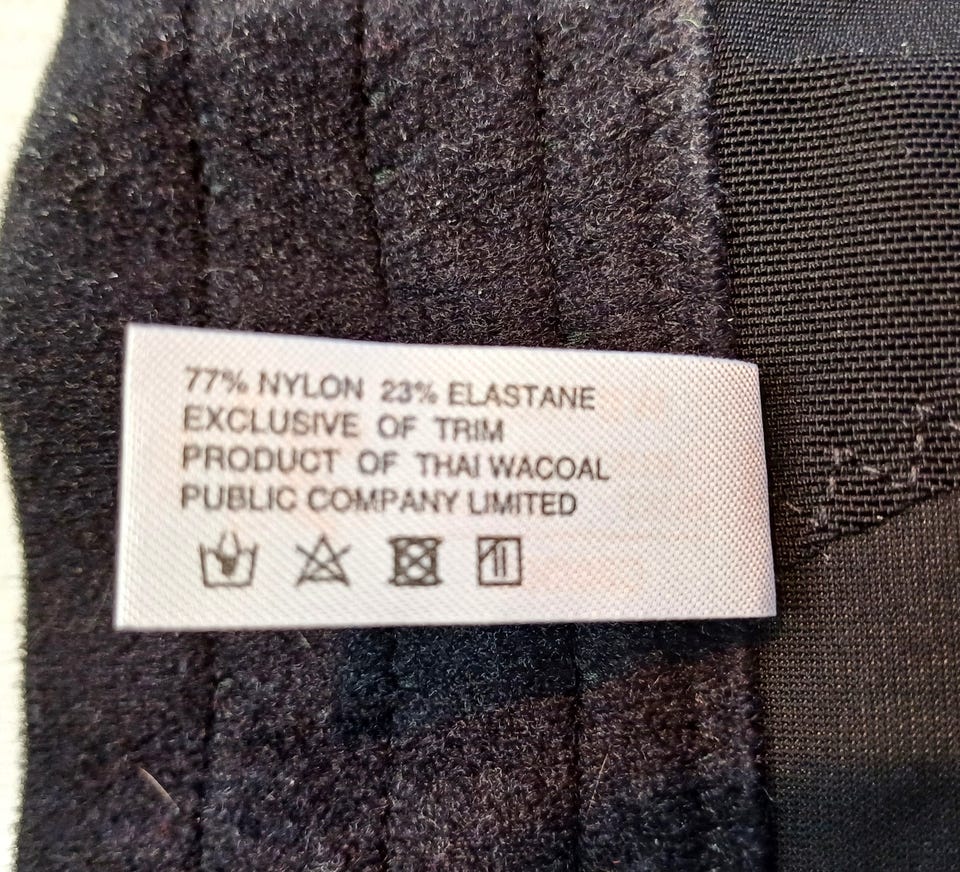 77% NYLON 23% ELASTANE
EXCLUSIVE OF TRIM
PRODUCT OF THAI WACOAL
PUBLIC COMPANY LIMITED